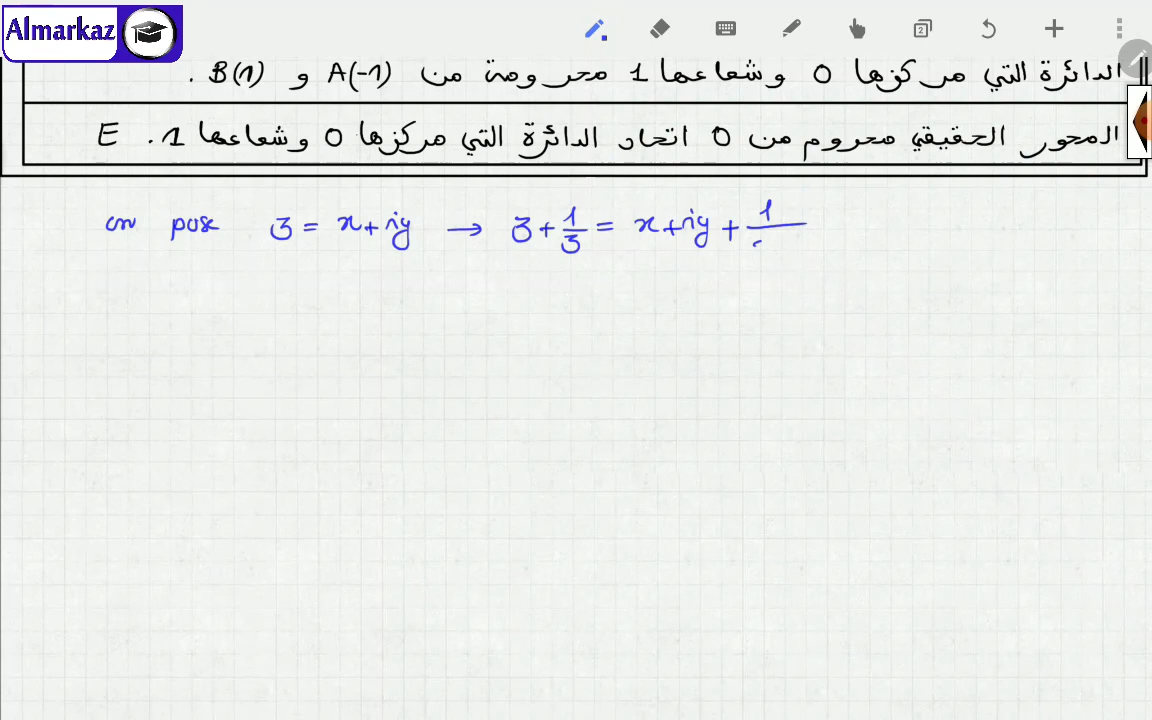 Almarkaz
الدائرة التي مركزها O وشعاعها 1 محرومة من A(-1) و B(1) .
المحور الحقيقي محروم من O اتحاد الدائرة التي مركزها O وشعاعها 1. E
on pose z = x+iy → z + 1/z = x+iy + 1/